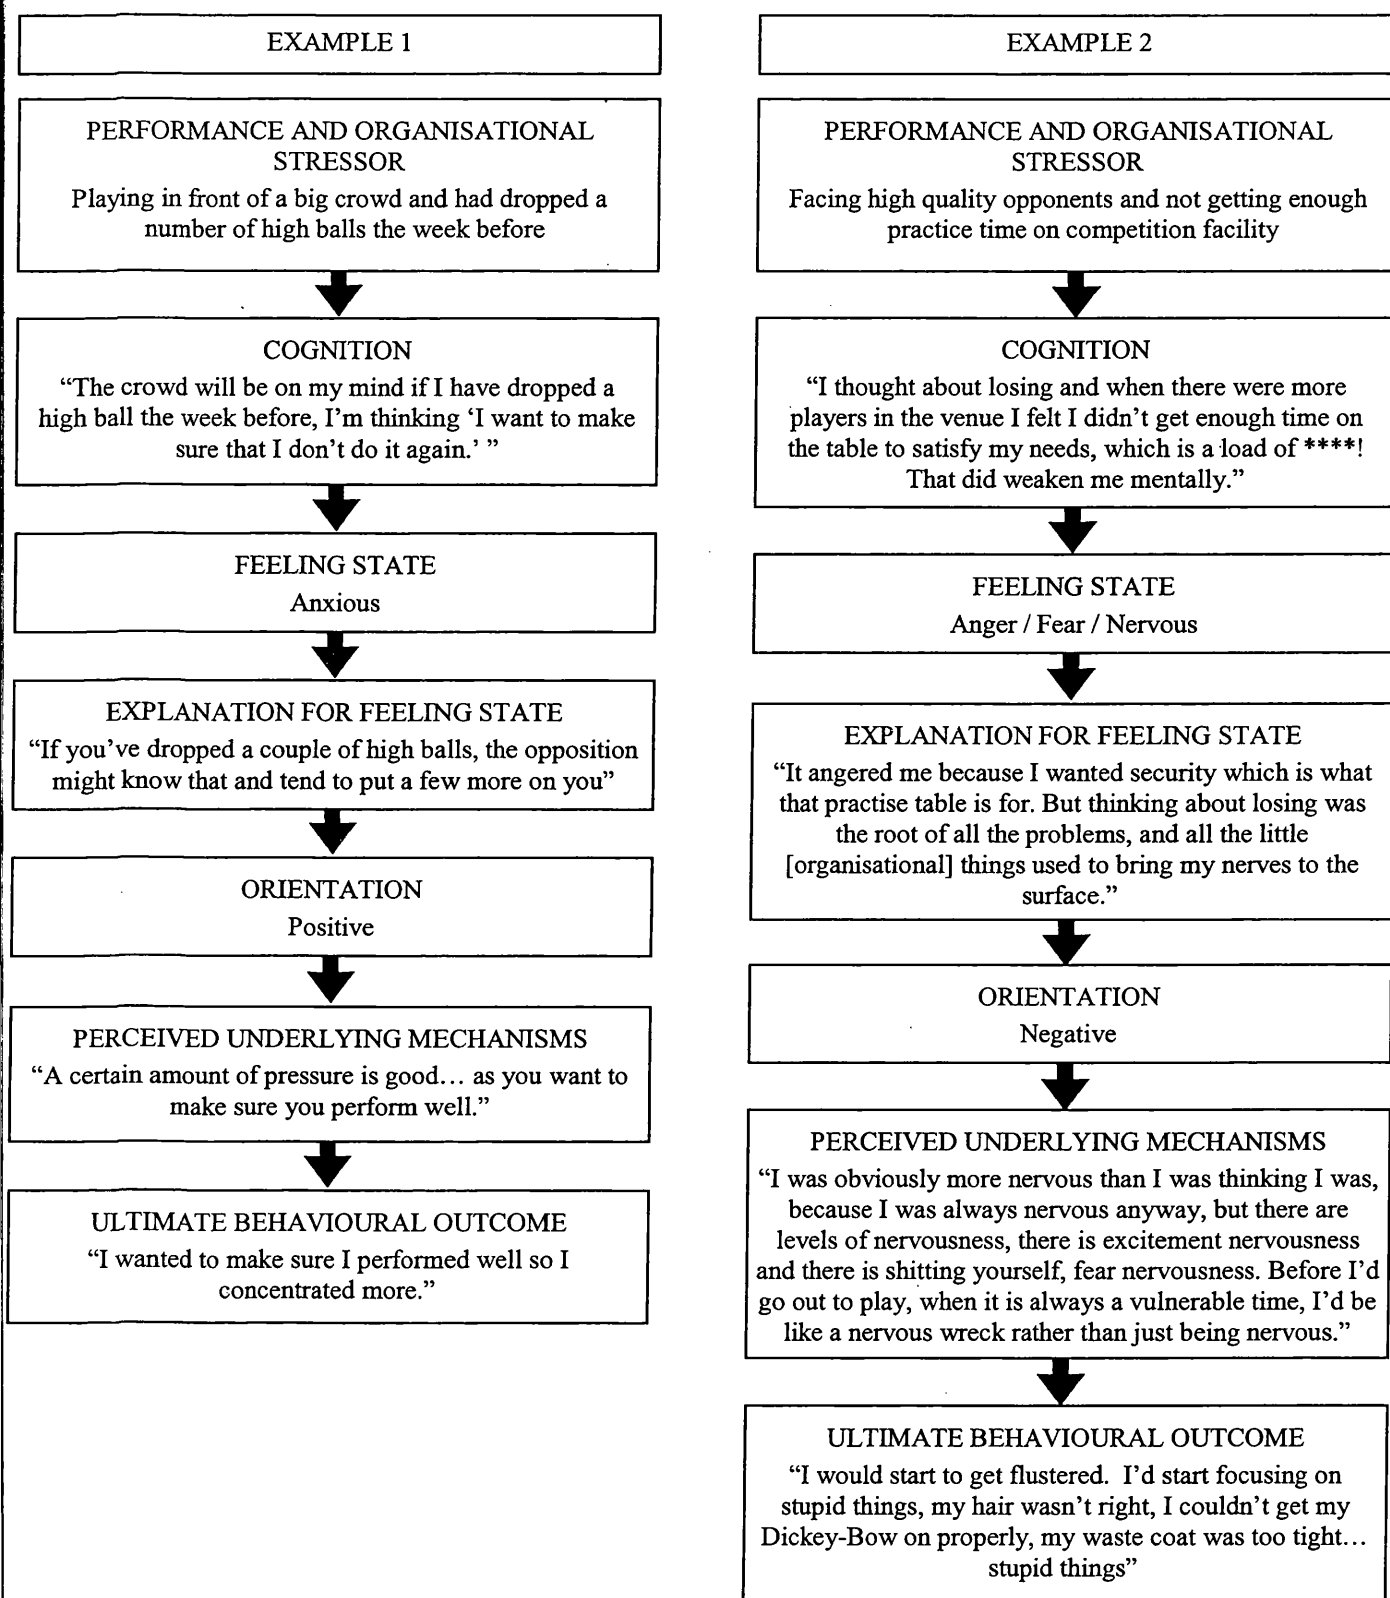 EXAMPLE 1
PERFORMANCE AND ORGANISATIONAL
STRESSOR
Playing in front of a big crowd and had dropped a
number of high balls the week before
COGNITION
“The crowd will be on my mind if I have dropped a
high ball the week before, I’m thinking ‘I want to make
sure that I don’t do it again.’ ”
FEELING STATE
Anxious
EXPLANATION FOR FEELING STATE
“If you’ve dropped a couple of high balls, the opposition
might know that and tend to put a few more on you”
ORIENTATION
Positive
PERCEIVED UNDERLYING MECHANISMS
“A certain amount of pressure is good… as you want to
make sure you perform well.”
ULTIMATE BEHAVIOURAL OUTCOME
“I wanted to make sure I performed well so I
concentrated more.”
EXAMPLE 2
PERFORMANCE AND ORGANISATIONAL
STRESSOR
Facing high quality opponents and not getting enough
practice time on competition facility
COGNITION
“I thought about losing and when there were more
players in the venue I felt I didn’t get enough time on
the table to satisfy my needs, which is a load of ****!
That did weaken me mentally.”
FEELING STATE
Anger / Fear / Nervous
EXPLANATION FOR FEELING STATE
“It angered me because I wanted security which is what
that practise table is for. But thinking about losing was
the root of all the problems, and all the little
[organisational] things used to bring my nerves to the
surface.”
ORIENTATION
Negative
PERCEIVED UNDERLYING MECHANISMS
“I was obviously more nervous than I was thinking I was,
because I was always nervous anyway, but there are
levels of nervousness, there is excitement nervousness
and there is shitting yourself, fear nervousness. Before I’d
go out to play, when it is always a vulnerable time, I’d be
like a nervous wreck rather than just being nervous.”
ULTIMATE BEHAVIOURAL OUTCOME
“I would start to get flustered.  I’d start focusing on
stupid things, my hair wasn’t right, I couldn’t get my
Dickey-Bow on properly, my waste coat was too tight…
stupid things”